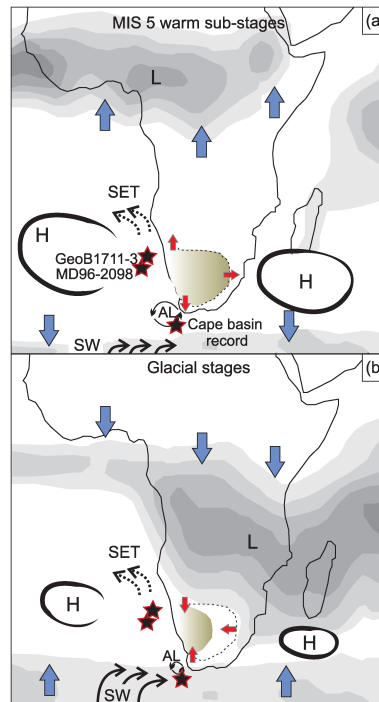 MIS 5 warm sub-stages
(a)
L
SET
H
GeoB1711-3
MD96-2098
H
AL
Cape basin
record
SW
Glacial stages
(b)
L
SET
H
H
AL
SW